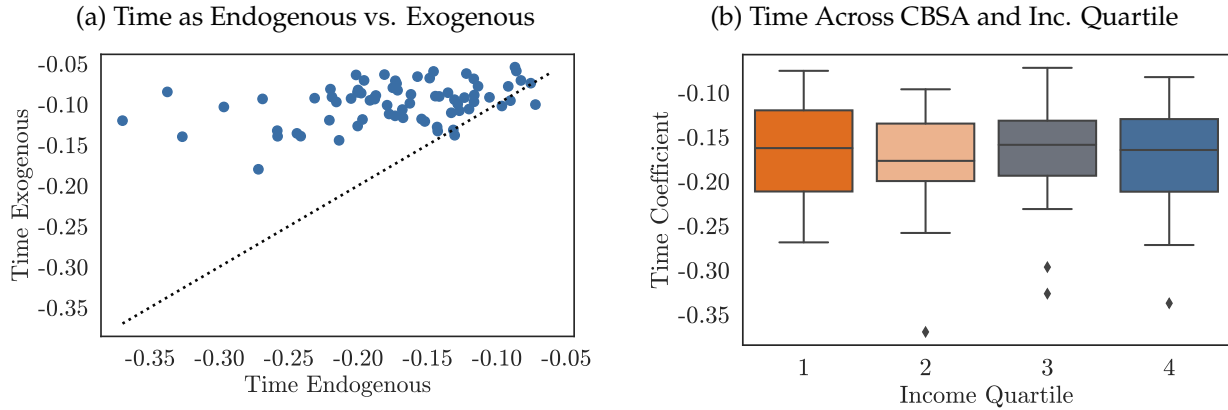 (a) Time as Endogenous vs. Exogenous
-0.05
-0.10
-0.15
-0.20
-0.25
-0.30
-0.35
Time Exogenous
-0.35 -0.30 -0.25 -0.20 -0.15 -0.10 -0.05
Time Endogenous
(b) Time Across CBSA and Inc. Quartile
-0.10
-0.15
-0.20
-0.25
-0.30
-0.35
Time Coefficient
1 2 3 4
Income Quartile